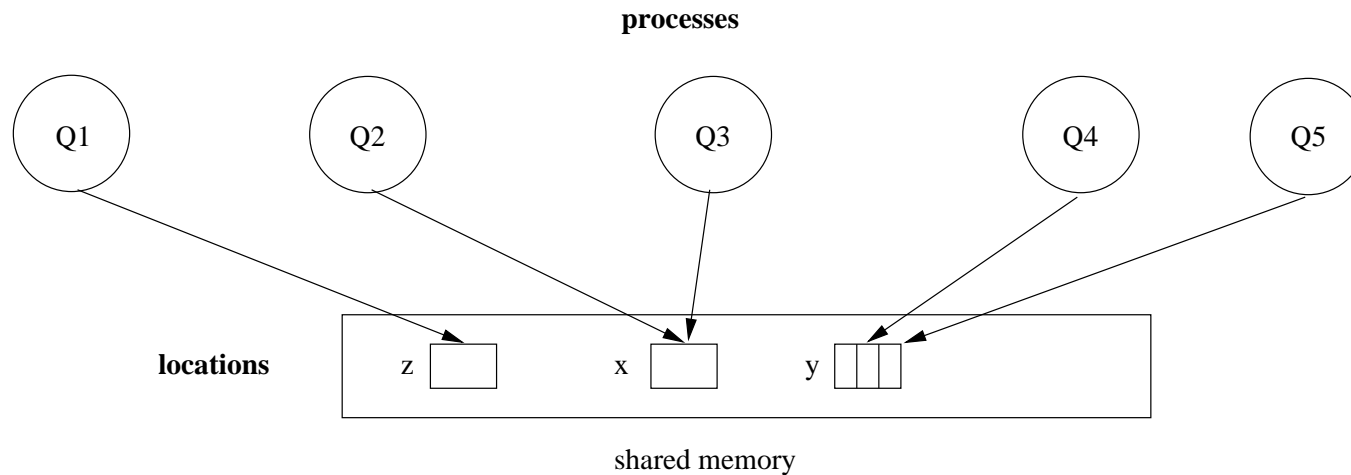 processes
Q1 Q2 Q3 Q4 Q5
locations z x y
shared memory